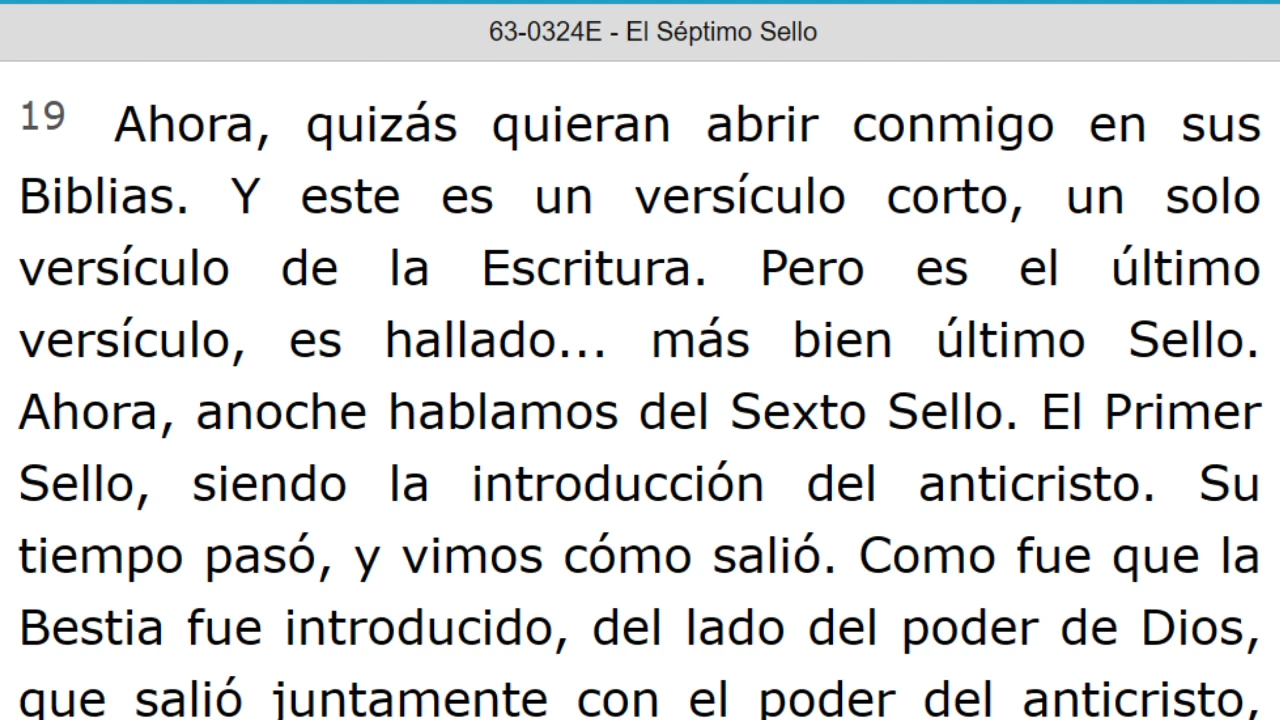 63-0324E - El Séptimo Sello
19 Ahora, quizás quieran abrir conmigo en sus
Biblias. Y este es un versículo corto, un solo
versículo de la Escritura. Pero es el último
versículo, es hallado... más bien último Sello.
Ahora, anoche hablamos del Sexto Sello. El Primer
Sello, siendo la introducción del anticristo. Su
tiempo pasó, y vimos cómo salió. Como fue que la
Bestia fue introducido, del lado del poder de Dios,
que salió juntamente con el poder del anticristo,